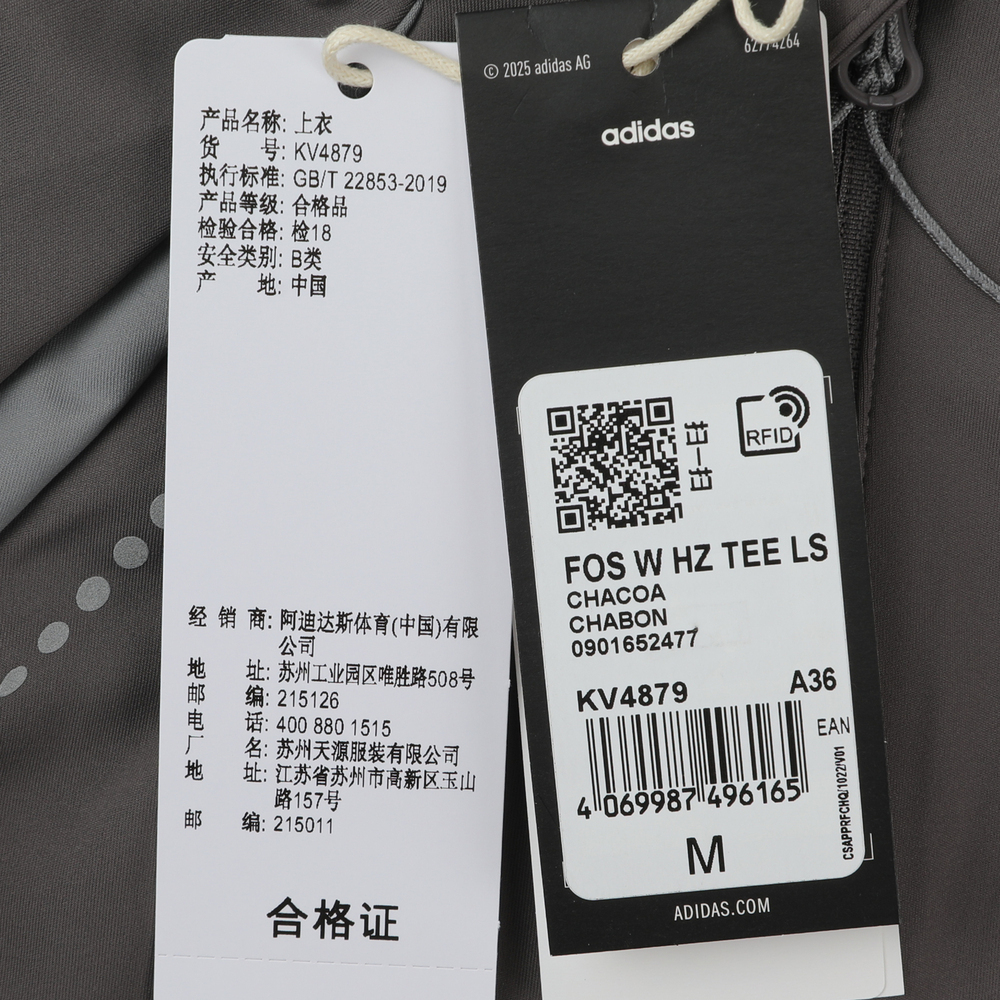 产品名称: 上衣
货 号: KV4879
执行标准: GB/T 22853-2019
产品等级: 合格品
检验合格: 检18
安全类别: B类
产 地: 中国
经 销 商: 阿迪达斯体育(中国)有限
公司
地 址: 苏州工业园区唯胜路508号
邮 编: 215126
电 话: 400 880 1515
厂 名: 苏州天源服装有限公司
地 址: 江苏省苏州市高新区玉山
路157号
邮 编: 215011
合格证
© 2025 adidas AG
62774264
adidas
扫一扫
RFID
FOS W HZ TEE LS
CHACOA
CHABON
0901652477
KV4879 A36
EAN
4 069987 496165
CSAPPRFCHQ/1022/V01
M
ADIDAS.COM